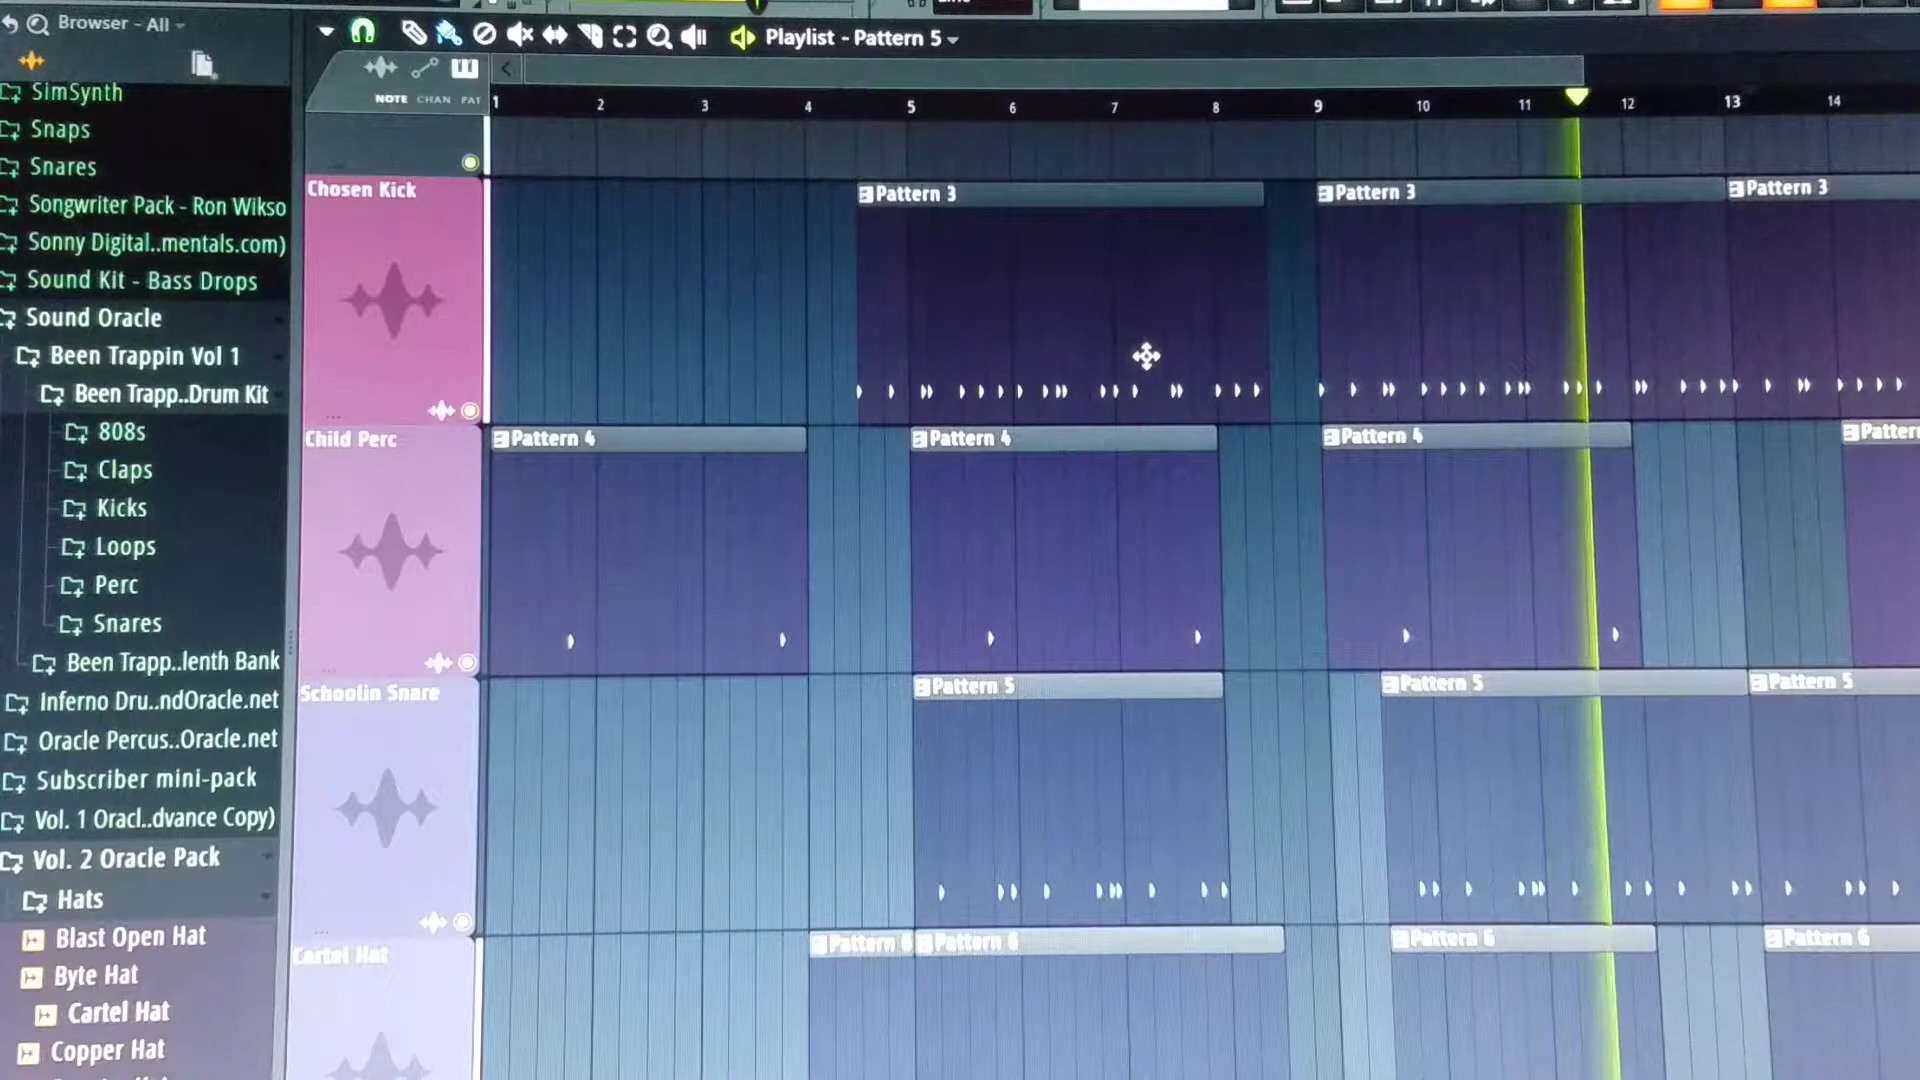 Browser - All
Playlist - Pattern 5
NOTE CHAN PAT
1 2 3 4 5 6 7 8 9 10 11 12 13 14
SimSynth
Snaps
Snares
Songwriter Pack - Ron Wikso
Sonny Digital..mentals.com)
Sound Kit - Bass Drops
Sound Oracle
Been Trappin Vol 1
Been Trapp..Drum Kit
808s
Claps
Kicks
Loops
Perc
Snares
Been Trapp..lenth Bank
Inferno Dru..ndOracle.net
Oracle Percus..Oracle.net
Subscriber mini-pack
Vol. 1 Oracl..dvance Copy)
Vol. 2 Oracle Pack
Hats
Blast Open Hat
Byte Hat
Cartel Hat
Copper Hat
Chosen Kick
Pattern 3
Pattern 3
Pattern 3
Child Perc
Pattern 4
Pattern 4
Pattern 4
Pattern
Schoolin Snare
Pattern 5
Pattern 5
Pattern 5
Cartel Hat
Pattern 6
Pattern 6
Pattern 6
Pattern 6